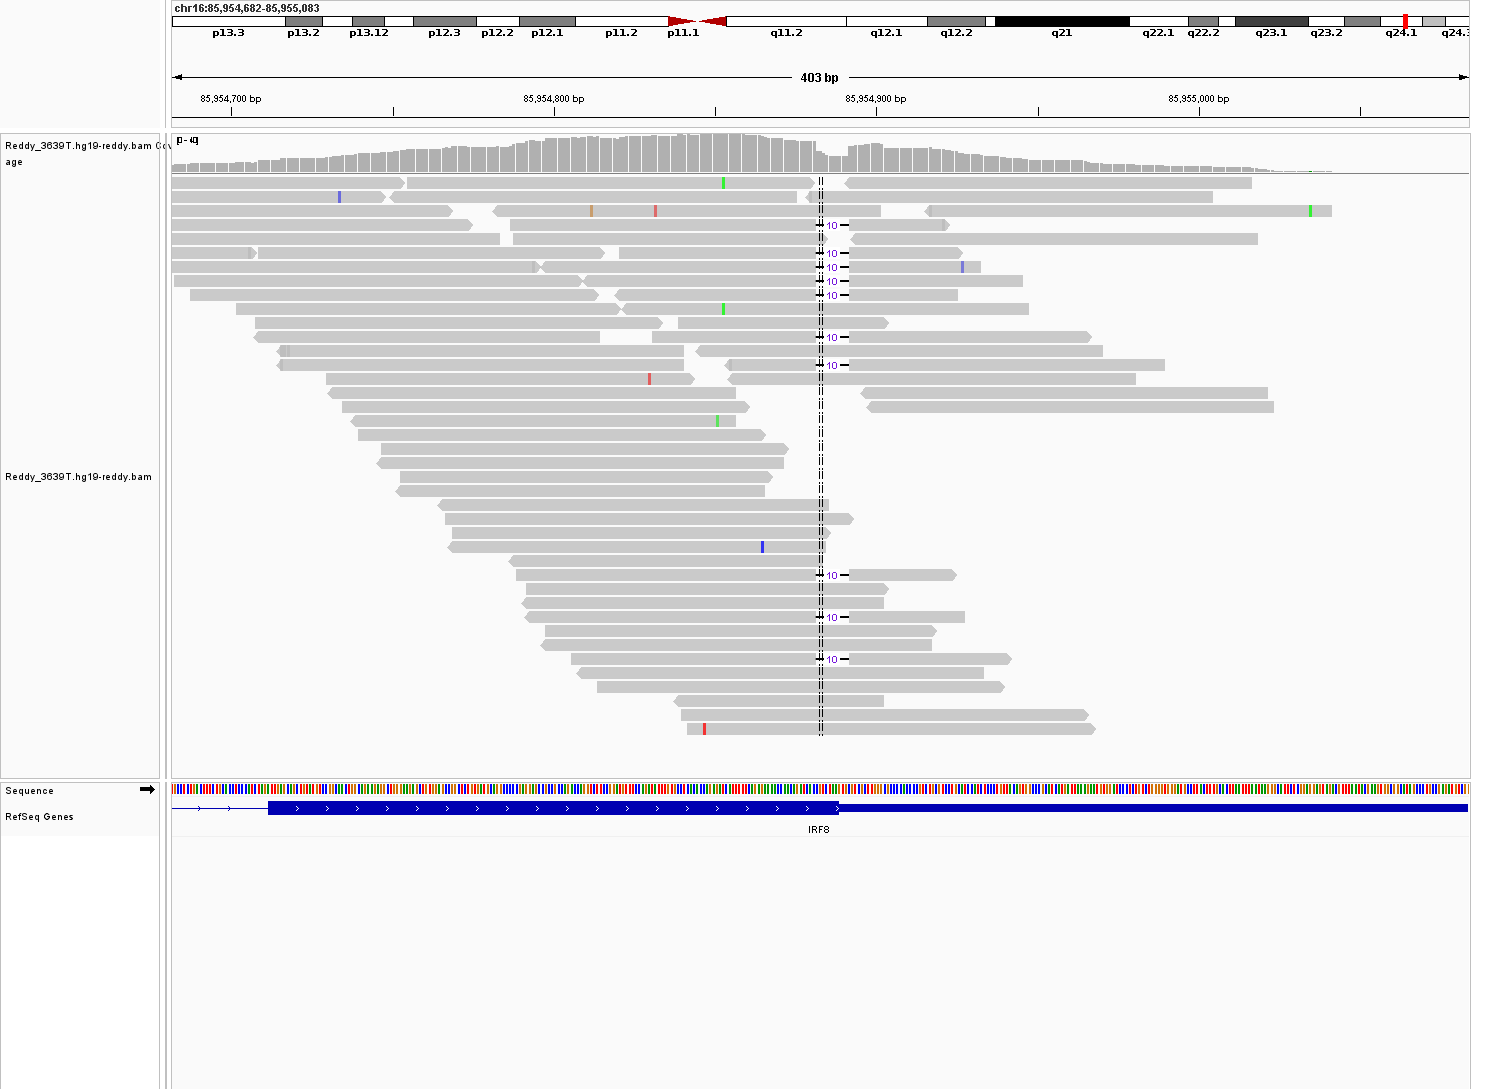 chr16:85,954,682-85,955,083
p13.3 p13.2 p13.12 p12.3 p12.2 p12.1 p11.2 p11.1 q11.2 q12.1 q12.2 q21 q22.1 q22.2 q23.1 q23.2 q24.1 q24.3
403 bp
85,954,700 bp 85,954,800 bp 85,954,900 bp 85,955,000 bp
Reddy_3639T.hg19-reddy.bam Cov
age
10
10
10
10
10
10
10
Reddy_3639T.hg19-reddy.bam
10
10
10
Sequence
RefSeq Genes
IRF8